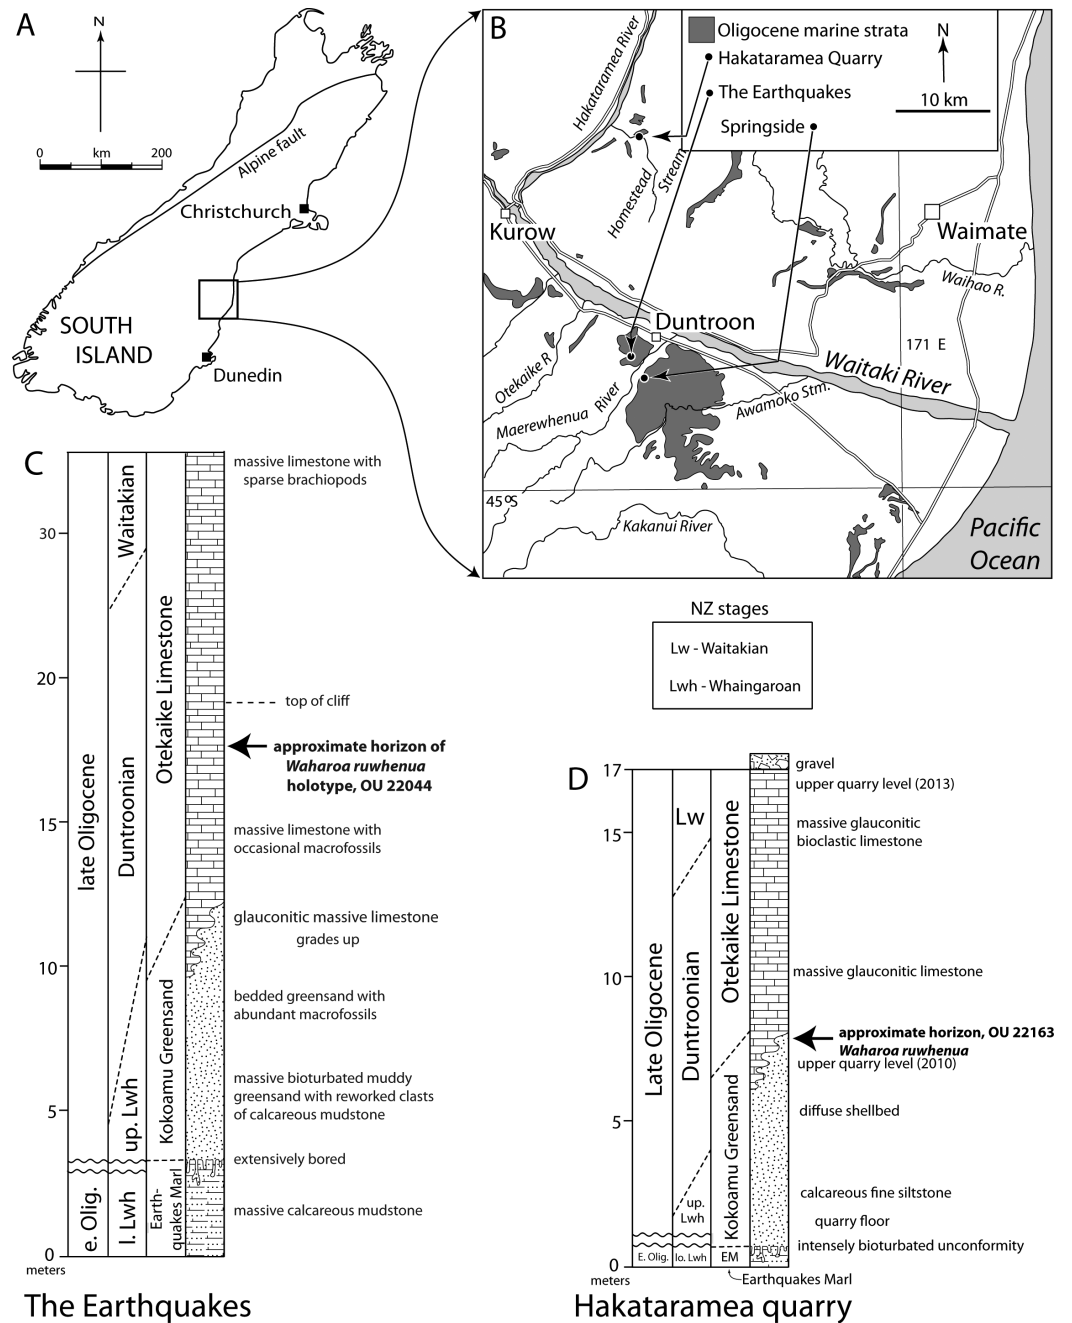 A
N
0
km
200
Alpine fault
Christchurch
SOUTH
ISLAND
Dunedin
B
Oligocene marine strata
Hakataramea Quarry
The Earthquakes
Springside
N
10 km
Hakataramea River
Homestead
Stream
Kurow
Waimate
Waihao R.
Duntroon
171 E
Waitaki River
Otekaike R
Maerewhenua River
Awamoko Stm.
45ºS
Kakanui River
Pacific
Ocean
C
30
20
15
10
5
0
meters
late Oligocene
e. Olig.
Waitakian
Duntroonian
up. Lwh
l. Lwh
Otekaike Limestone
Kokoamu Greensand
Earth-
quakes Marl
massive limestone with
sparse brachiopods
top of cliff
approximate horizon of
Waharoa ruwhenua
holotype, OU 22044
massive limestone with
occasional macrofossils
glauconitic massive limestone
grades up
bedded greensand with
abundant macrofossils
massive bioturbated muddy
greensand with reworked clasts
of calcareous mudstone
extensively bored
massive calcareous mudstone
The Earthquakes
NZ stages
Lw - Waitakian
Lwh - Whaingaroan
D
17
15
10
5
0
meters
Late Oligocene
E. Olig.
Lw
Duntroonian
up.
Lwh
lo. Lwh
Otekaike Limestone
Kokoamu Greensand
EM
gravel
upper quarry level (2013)
massive glauconitic
bioclastic limestone
massive glauconitic limestone
approximate horizon, OU 22163
Waharoa ruwhenua
upper quarry level (2010)
diffuse shellbed
calcareous fine siltstone
quarry floor
intensely bioturbated unconformity
Earthquakes Marl
Hakataramea quarry